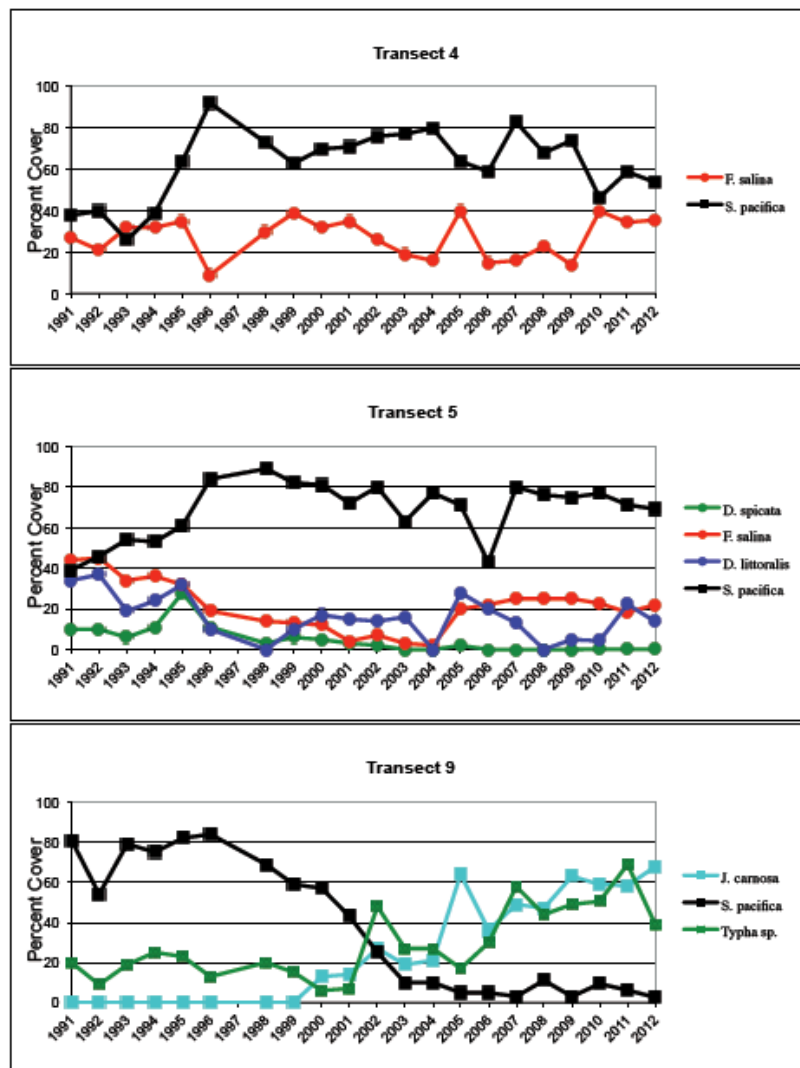 Transect 4
Percent Cover
100
80
60
40
20
0
1991 1992 1993 1994 1995 1996 1997 1998 1999 2000 2001 2002 2003 2004 2005 2006 2007 2008 2009 2010 2011 2012
F. salina
S. pacifica
Transect 5
Percent Cover
100
80
60
40
20
0
1991 1992 1993 1994 1995 1996 1997 1998 1999 2000 2001 2002 2003 2004 2005 2006 2007 2008 2009 2010 2011 2012
D. spicata
F. salina
D. littoralis
S. pacifica
Transect 9
Percent Cover
100
80
60
40
20
0
1991 1992 1993 1994 1995 1996 1997 1998 1999 2000 2001 2002 2003 2004 2005 2006 2007 2008 2009 2010 2011 2012
J. carnosa
S. pacifica
Typha sp.